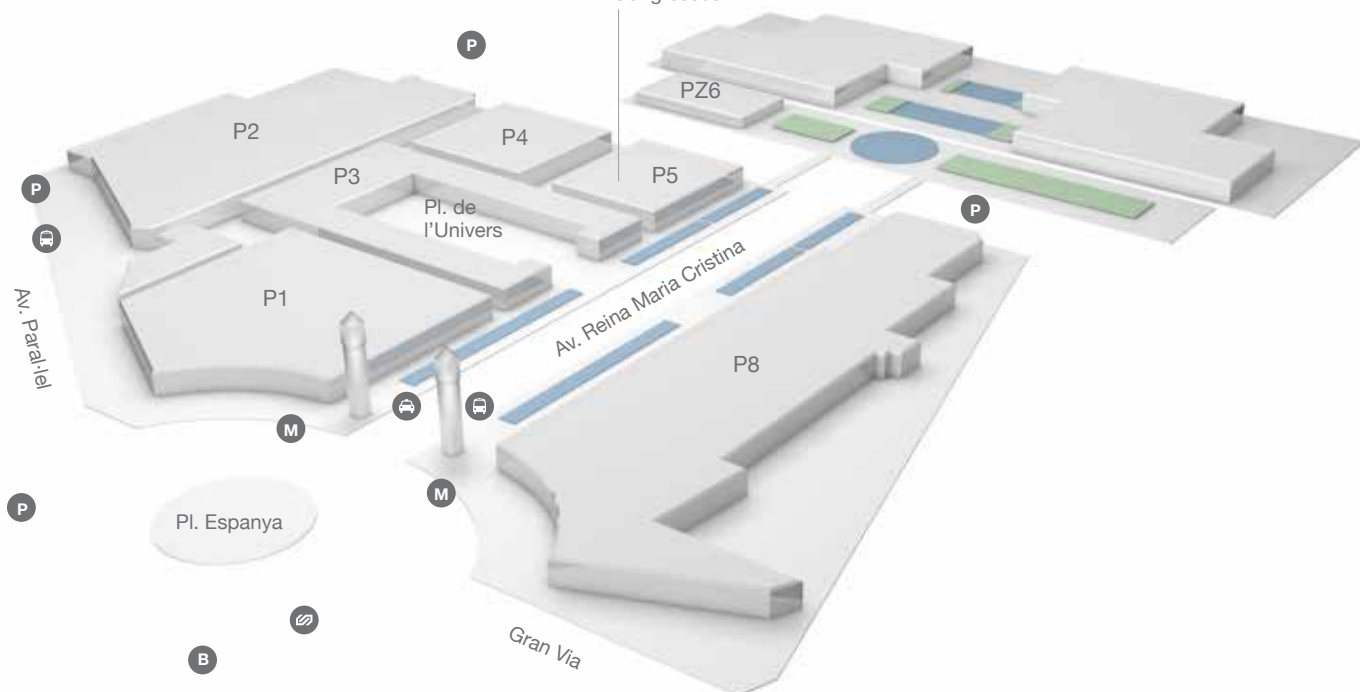 P
PZ6
P2
P4
P3
P5
P
Pl. de
l'Univers
P
P1
Av. Reina Maria Cristina
Av. Paral·lel
P8
M
M
P
Pl. Espanya
Gran Via
B